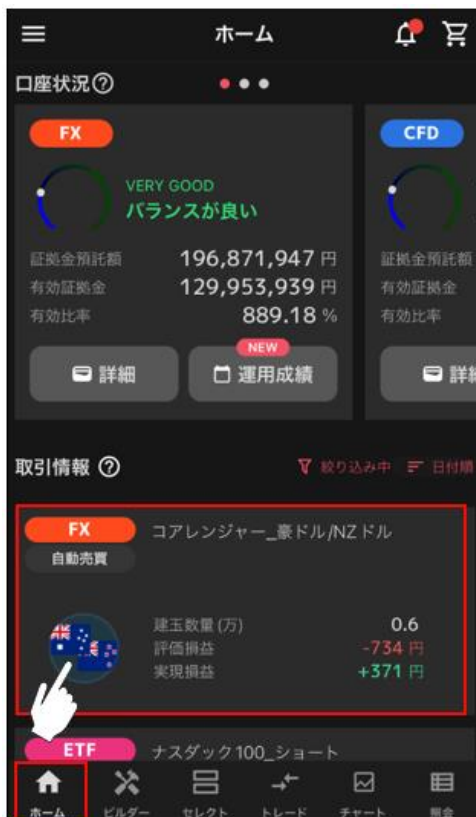 ホーム
口座状況?
FX
CFD
VERY GOOD
バランスが良い
証拠金預託額 196,871,947 円
証拠金預託額
有効証拠金 129,953,939 円
有効証拠金
有効比率 889.18 %
有効比率
NEW
詳細
運用成績
詳細
取引情報 ?
絞り込み中
日付順
FX
コアレンジャー_豪ドル/NZドル
自動売買
建玉数量(万) 0.6
評価損益 -734 円
実現損益 +371 円
ETF
ナスダック100_ショート
ホーム
ビルダー
セレクト
トレード
チャート
照会